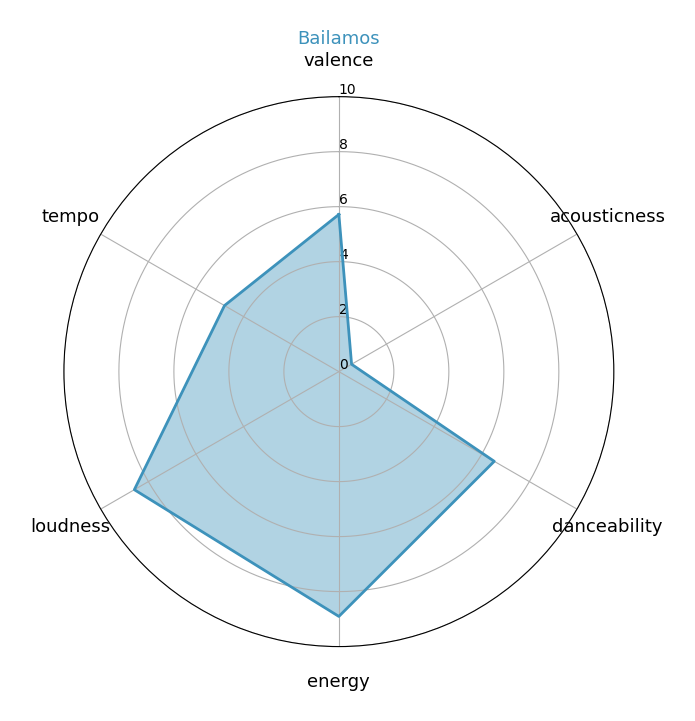 Bailamos
valence
10
8
6
4
2
0
tempo
acousticness
loudness
danceability
energy